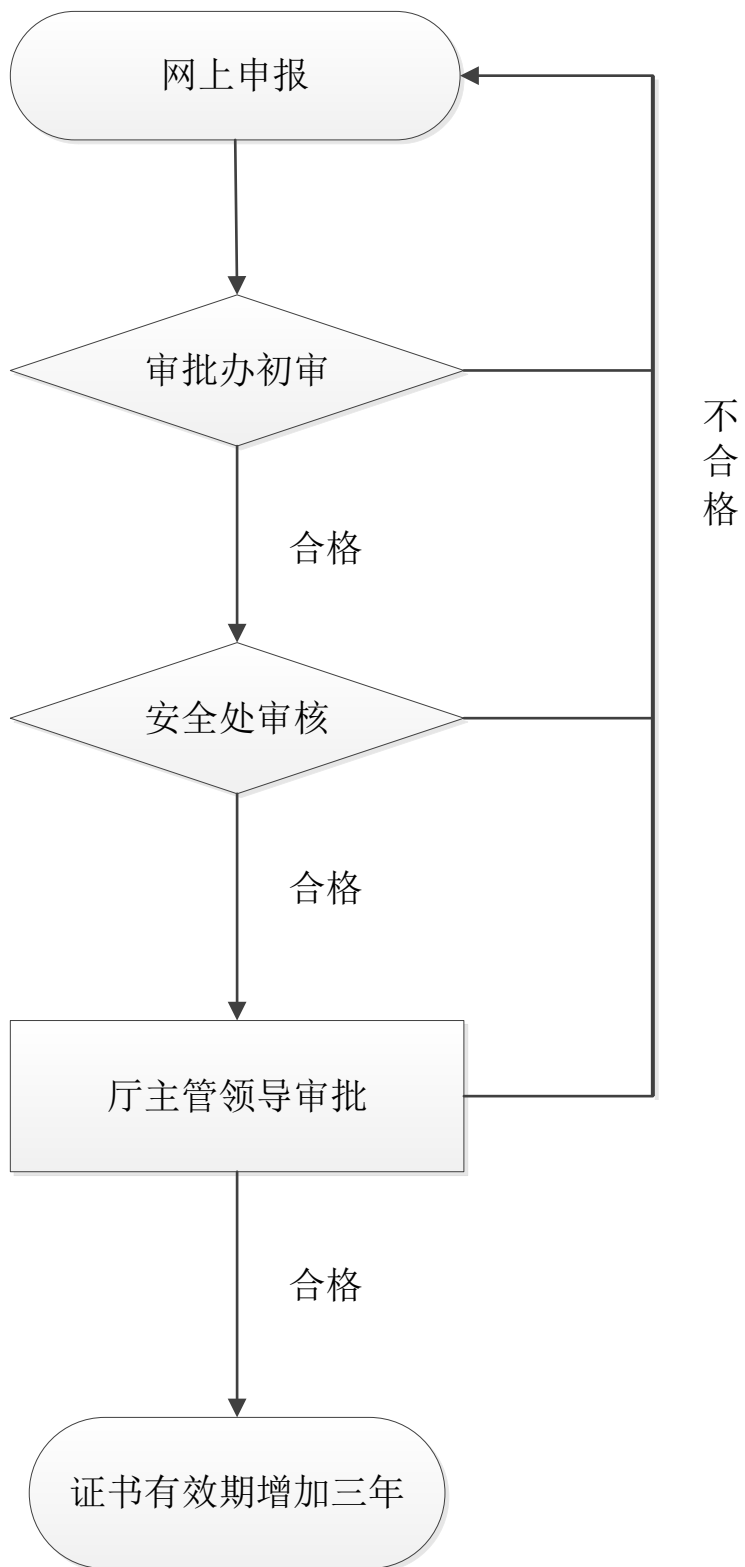 网上申报
审批办初审
不
合
格
合格
安全处审核
合格
厅主管领导审批
合格
证书有效期增加三年